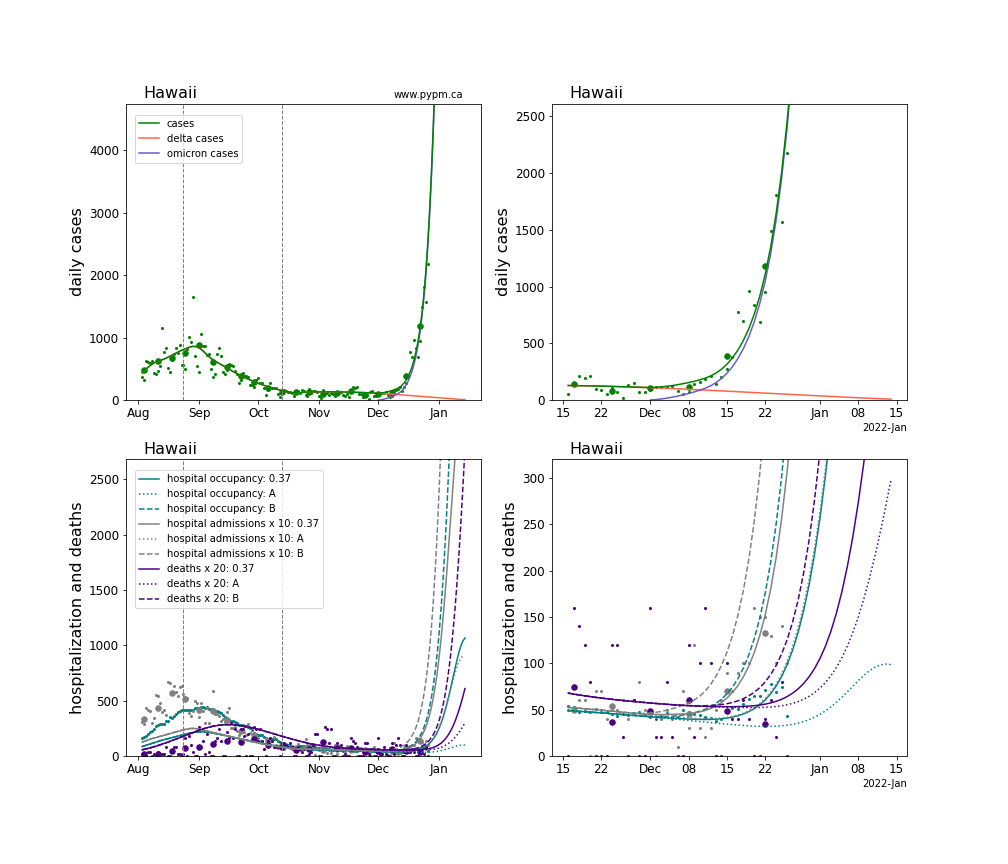 Hawaii
www.pypm.ca
daily cases
4000
3000
2000
1000
0
cases
delta cases
omicron cases
Aug
Sep
Oct
Nov
Dec
Jan
Hawaii
daily cases
2500
2000
1500
1000
500
0
15
22
Dec
08
15
22
Jan
08
15
2022-Jan
Hawaii
hospitalization and deaths
2500
2000
1500
1000
500
0
hospital occupancy: 0.37
hospital occupancy: A
hospital occupancy: B
hospital admissions x 10: 0.37
hospital admissions x 10: A
hospital admissions x 10: B
deaths x 20: 0.37
deaths x 20: A
deaths x 20: B
Aug
Sep
Oct
Nov
Dec
Jan
Hawaii
hospitalization and deaths
300
250
200
150
100
50
0
15
22
Dec
08
15
22
Jan
08
15
2022-Jan